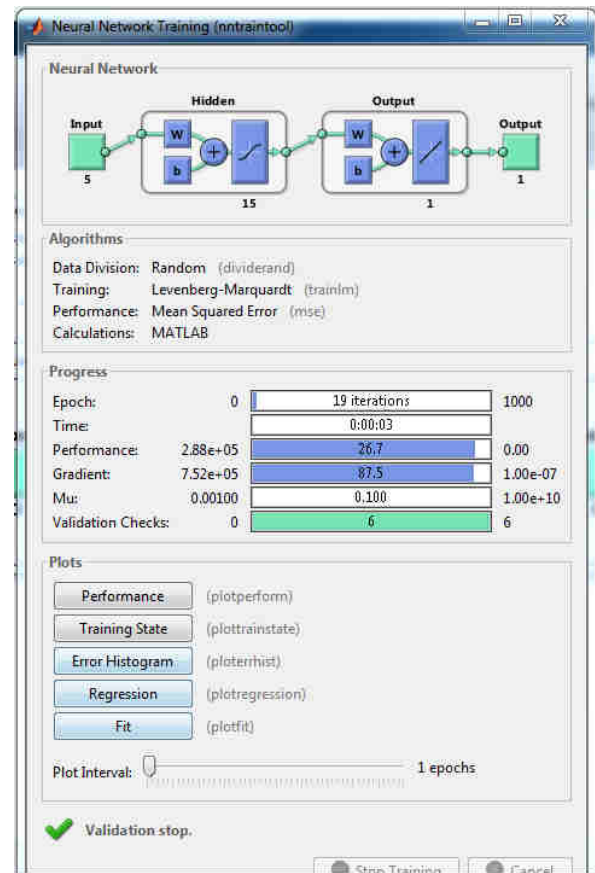 Neural Network Training (nntraintool)
Neural Network
Hidden
Output
Input
Output
W
W
b
b
5
15
1
1
Algorithms
Data Division: Random (dividerand)
Training: Levenberg-Marquardt (trainlm)
Performance: Mean Squared Error (mse)
Calculations: MATLAB
Progress
Epoch: 0 19 iterations 1000
Time: 0:00:03
Performance: 2.88e+05 26.7 0.00
Gradient: 7.52e+05 87.5 1.00e-07
Mu: 0.00100 0.100 1.00e+10
Validation Checks: 0 6 6
Plots
Performance (plotperform)
Training State (plottrainstate)
Error Histogram (ploterrhist)
Regression (plotregression)
Fit (plotfit)
Plot Interval: 1 epochs
Validation stop.
Stop Training Cancel